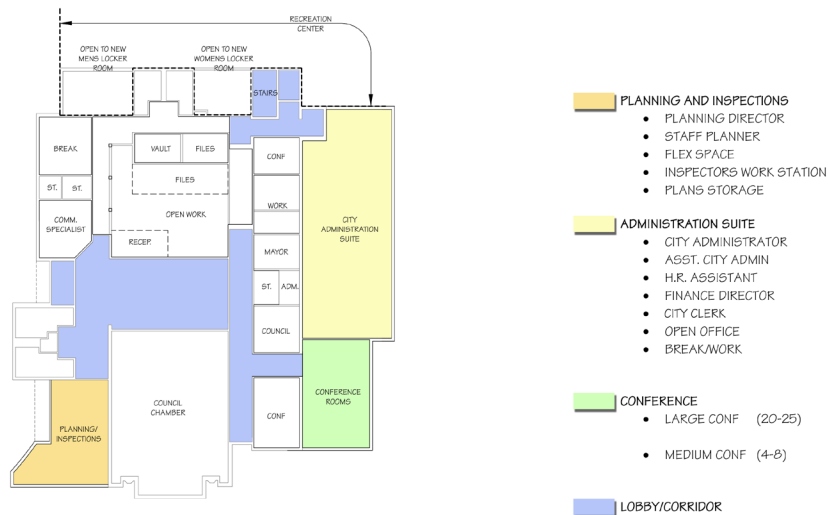 RECREATION
CENTER
OPEN TO NEW
MENS LOCKER
ROOM
OPEN TO NEW
WOMENS LOCKER
ROOM
STAIRS
BREAK
VAULT
FILES
CONF
ST.
ST.
FILES
WORK
COMM.
SPECIALIST
OPEN WORK
RECEP.
CITY
ADMINISTRATION
SUITE
MAYOR
ST.
ADM.
COUNCIL
COUNCIL
CHAMBER
CONFERENCE
ROOMS
CONF
PLANNING/
INSPECTIONS
PLANNING AND INSPECTIONS
• PLANNING DIRECTOR
• STAFF PLANNER
• FLEX SPACE
• INSPECTORS WORK STATION
• PLANS STORAGE
ADMINISTRATION SUITE
• CITY ADMINISTRATOR
• ASST. CITY ADMIN
• H.R. ASSISTANT
• FINANCE DIRECTOR
• CITY CLERK
• OPEN OFFICE
• BREAK/WORK
CONFERENCE
• LARGE CONF (20-25)
• MEDIUM CONF (4-8)
LOBBY/CORRIDOR